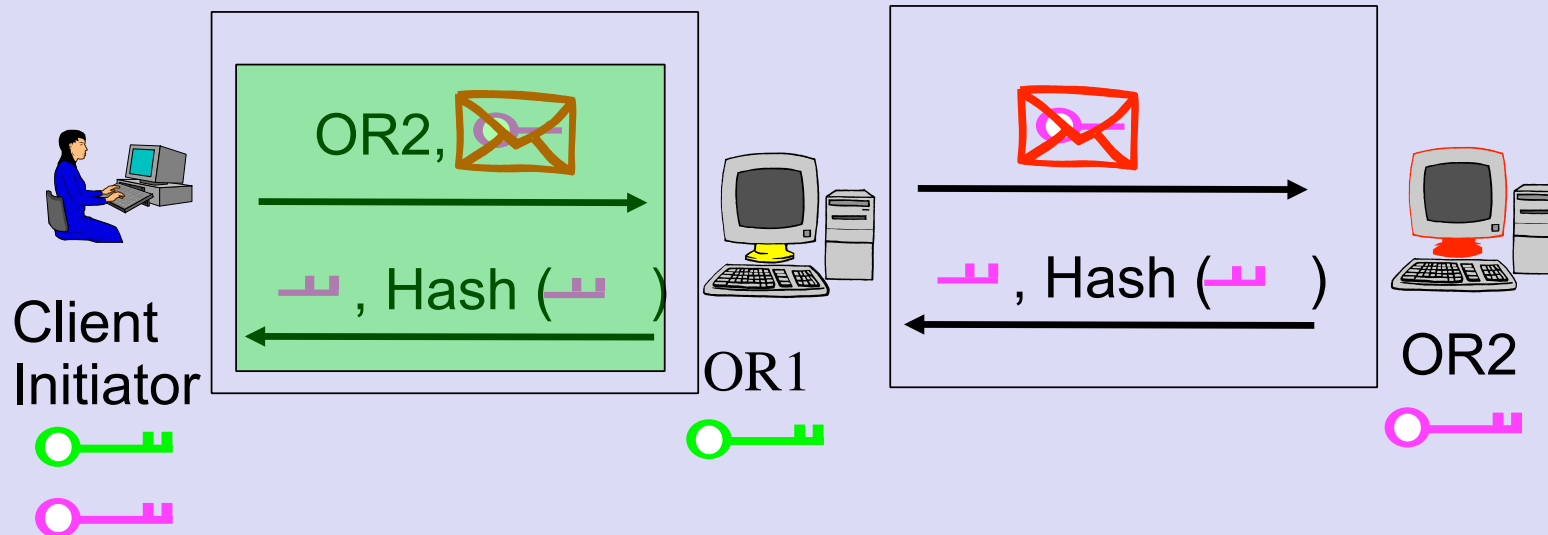 OR2,
, Hash ( )
, Hash ( )
Client
Initiator
OR1
OR2